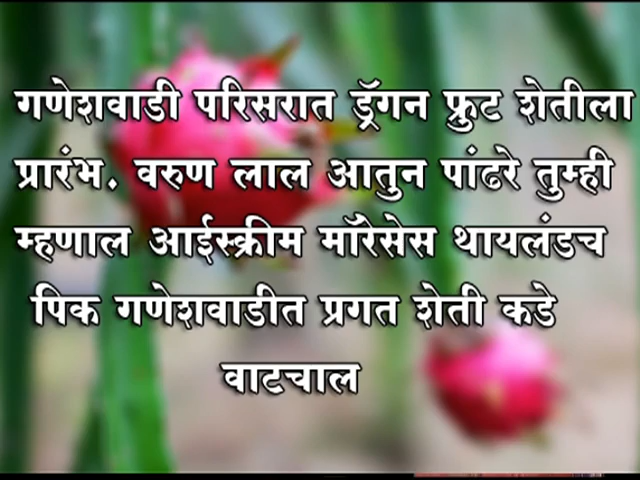 गणेशवाडी परिसरात ड्रॅगन फ्रुट शेतीला
प्रारंभ. वरुण लाल आतुन पांढरे तुम्ही
म्हणाल आईस्क्रीम मॉरेसेस थायलंडच
पिक गणेशवाडीत प्रगत शेती कडे
वाटचाल